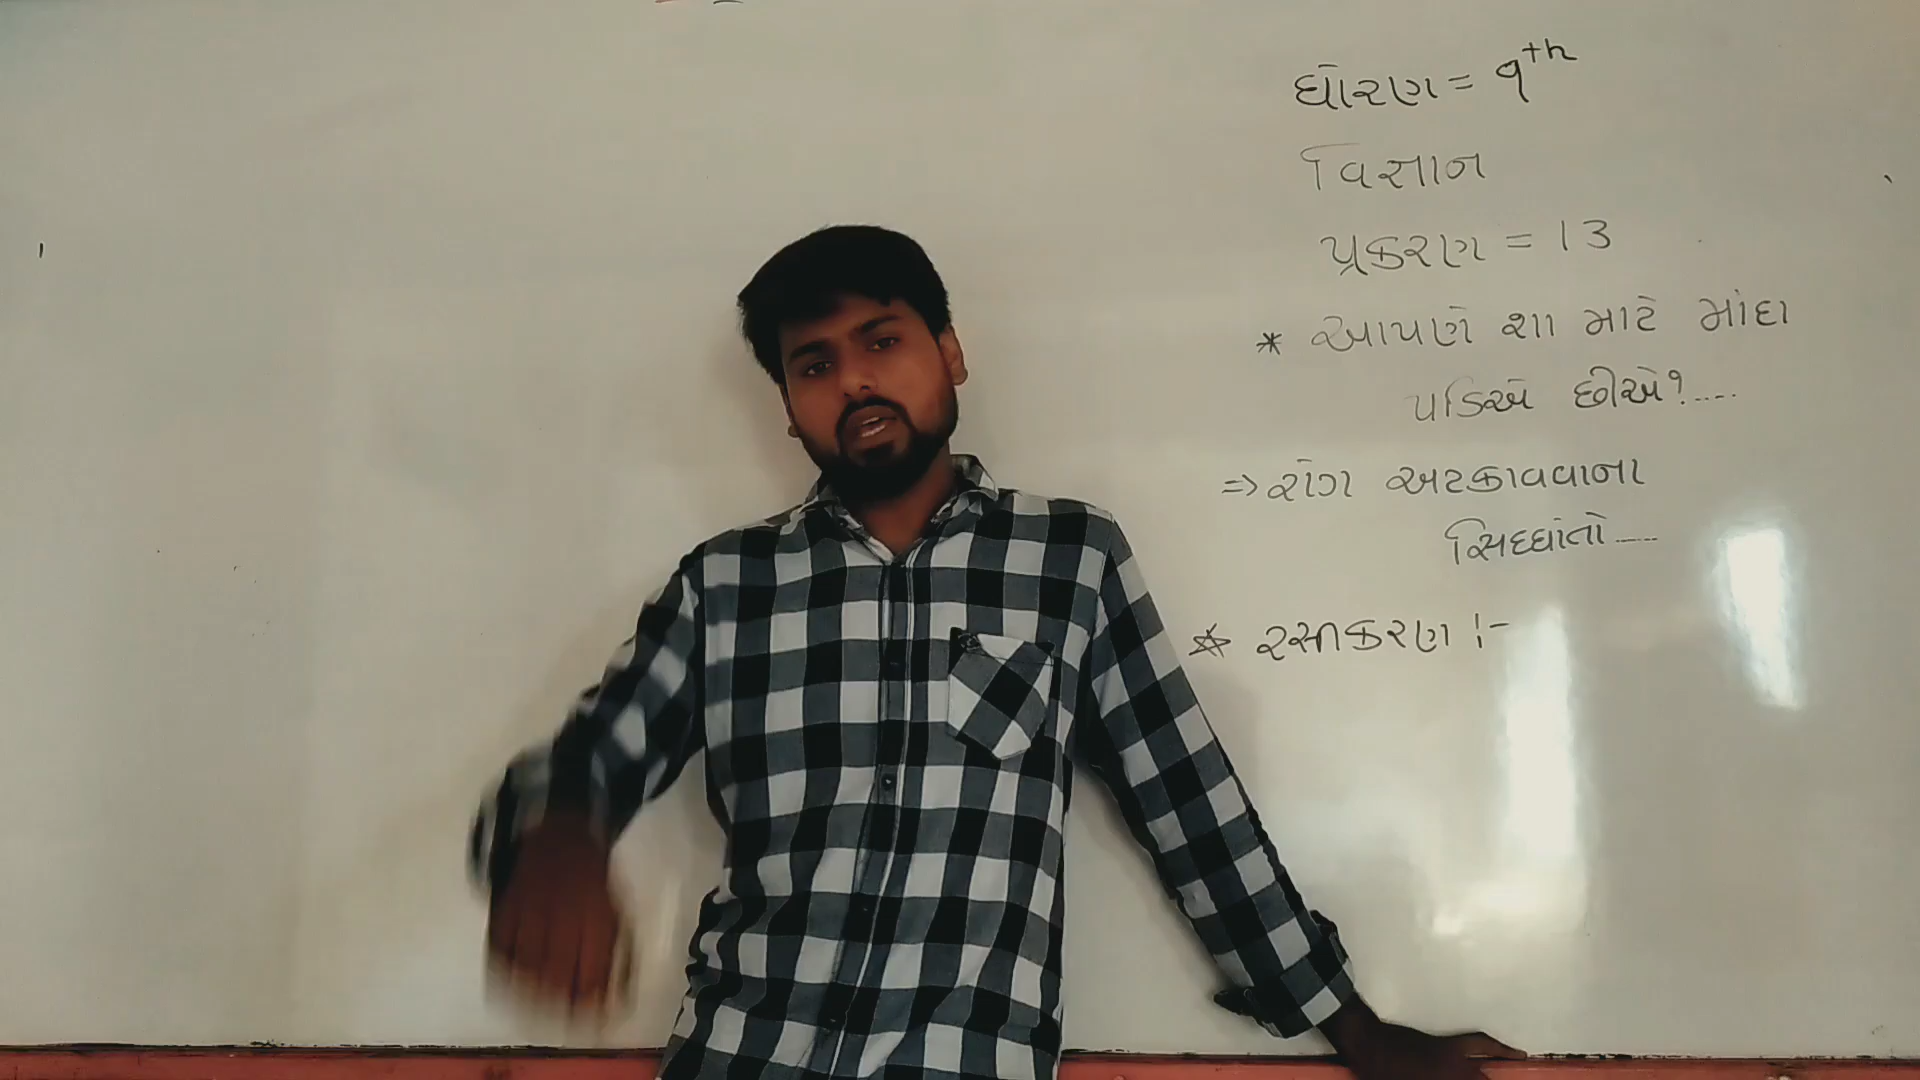 ધોરણ = 9th
વિજ્ઞાન
પ્રકરણ = 13
* આપણે શા માટે માંદા
પડિએ છીએ?....
⇒ રોગ અટકાવવાના
સિદ્ધાંતો....
☆ રસીકરણ :-